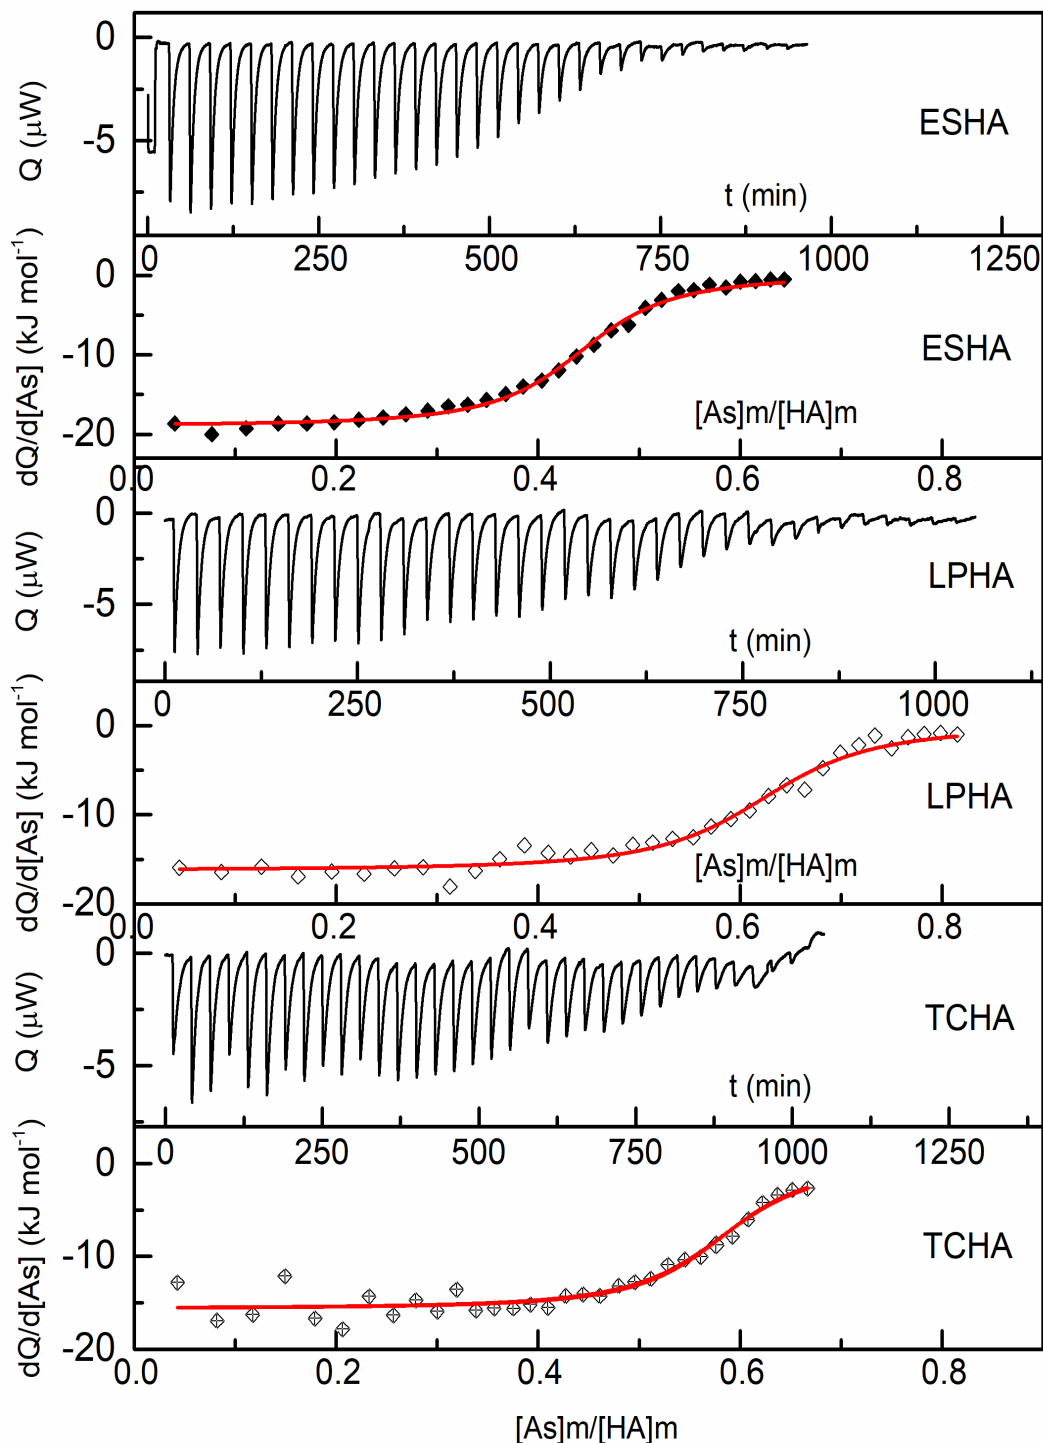 0
-5
Q (μW)
ESHA
t (min)
0 250 500 750 1000 1250
0
-10
-20
dQ/d[As] (kJ mol⁻¹)
ESHA
[As]m/[HA]m
0.0 0.2 0.4 0.6 0.8
0
-5
Q (μW)
LPHA
t (min)
0 250 500 750 1000
0
-10
-20
dQ/d[As] (kJ mol⁻¹)
LPHA
[As]m/[HA]m
0.0 0.2 0.4 0.6 0.8
0
-5
Q (μW)
TCHA
t (min)
0 250 500 750 1000 1250
0
-10
-20
dQ/d[As] (kJ mol⁻¹)
TCHA
0.0 0.2 0.4 0.6 0.8
[As]m/[HA]m